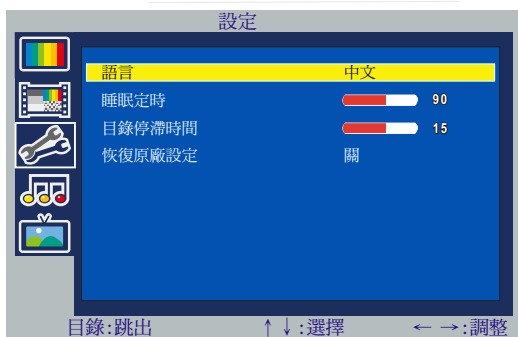 設定
語言 中文
睡眠定時 90
目錄停滯時間 15
恢復原廠設定 關
目錄:跳出 ↑↓:選擇 ←→:調整